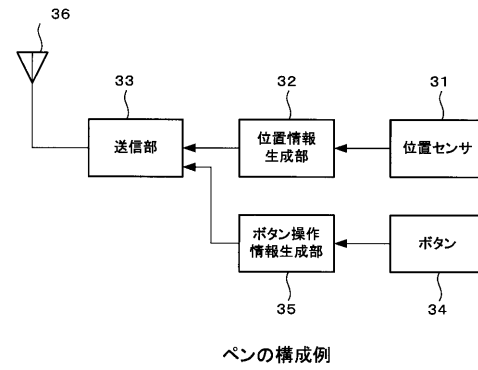 36
33
32
31
送信部
位置情報
生成部
位置センサ
ボタン操作
情報生成部
ボタン
35
34
ペンの構成例